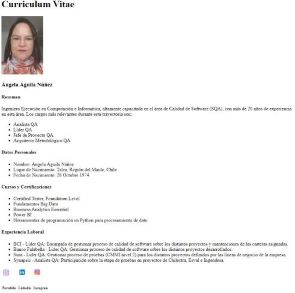 Curriculum Vitae
Angela Aguila Núñez
Resumen
Ingeniero Ejecución en Computación e Informática, altamente capacitada en el área de Calidad de Software (SQA), con más de 20 años de experiencia
en esta área. Los cargos más relevantes durante esta trayectoria son:
Analista QA
Líder QA
Jefe de Proyecto QA
Arquitecto Metodológico QA
Datos Personales
Nombre: Angela Aguila Núñez
Lugar de Nacimiento: Talca, Región del Maule, Chile
Fecha de Nacimiento: 28 Octubre 1974
Cursos y Certificaciones
Certified Tester, Foundation Level
Fundamentos Big Data
Business Analytics Essential
Power BI
Herramientas de programación en Python para procesamiento de dato
Experiencia Laboral
BCI - Líder QA: Encargada de gestionar proceso de calidad de software sobre los distintos proyectos y mantenciones de las carteras asignadas.
Banco Falabella - Líder QA: Gestionar proceso de calidad de software sobre los distintos proyectos desarrollados.
Sura - Líder QA: Gestionar proceso de pruebas (CMMI nivel 2) para los distintos proyectos definidos por las líneas de negocio de la empresa.
Synapsis - Analista QA: Participación sobre la etapa de pruebas en proyectos de Chilectra, Enersl e Ingendesa.
Portafolio Linkedin Instagram